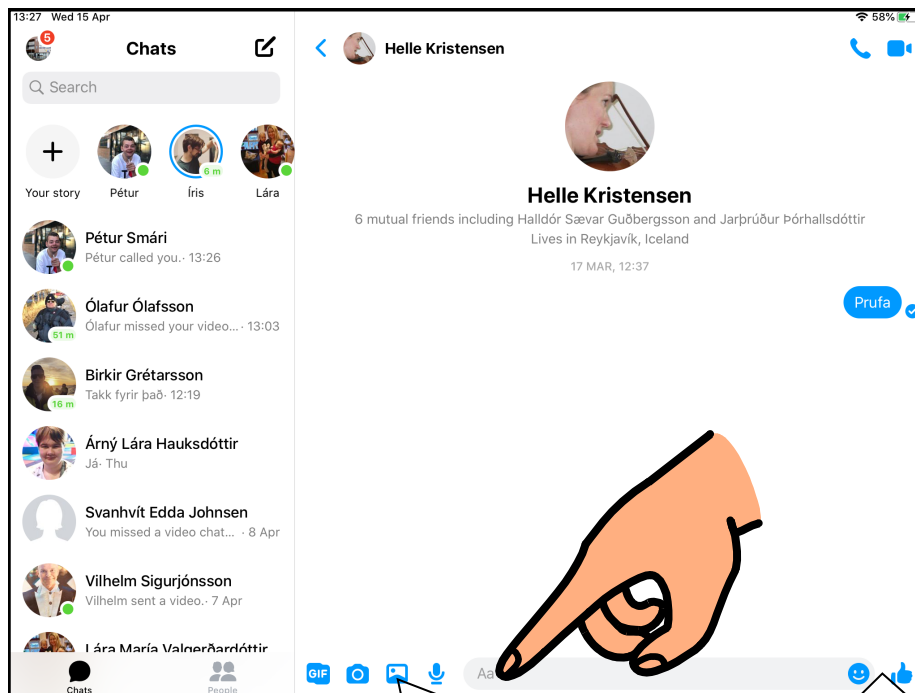 13:27 Wed 15 Apr
58%
5
Chats
Search
6 m
Your story
Pétur
Íris
Lára
Pétur Smári
Pétur called you.· 13:26
Ólafur Ólafsson
Ólafur missed your video... · 13:03
51 m
Birkir Grétarsson
Takk fyrir það· 12:19
16 m
Árný Lára Hauksdóttir
Já· Thu
Svanhvít Edda Johnsen
You missed a video chat... · 8 Apr
Vilhelm Sigurjónsson
Vilhelm sent a video.· 7 Apr
Lára María Valgerðardóttir
Chats
People
Helle Kristensen
Helle Kristensen
6 mutual friends including Halldór Sævar Guðbergsson and Jarþrúður Þórhallsdóttir
Lives in Reykjavík, Iceland
17 MAR, 12:37
Prufa
GIF
Aa